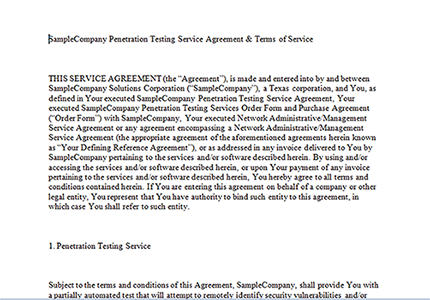 SampleCompany Penetration Testing Service Agreement & Terms of Service
THIS SERVICE AGREEMENT (the “Agreement”), is made and entered into by and between
SampleCompany Solutions Corporation (“SampleCompany”), a Texas corporation, and You, as
defined in Your executed SampleCompany Penetration Testing Service Agreement, Your
executed SampleCompany Penetration Testing Services Order Form and Purchase Agreement
(“Order Form”) with SampleCompany, Your executed Network Administrative/Management
Service Agreement or any agreement encompassing a Network Administrative/Management
Service Agreement (the appropriate agreement of the aforementioned agreements herein known
as “Your Defining Reference Agreement”), or as addressed in any invoice delivered to You by
SampleCompany pertaining to the services and/or software described herein. By using and/or
accessing the services and/or software described herein, or upon Your payment of any invoice
pertaining to the services and/or software described herein, You hereby agree to all terms and
conditions contained herein. If You are entering this agreement on behalf of a company or other
legal entity, You represent that You have authority to bind such entity to this agreement, in
which case You shall refer to such entity.
1. Penetration Testing Service
Subject to the terms and conditions of this Agreement, SampleCompany, shall provide You with
a partially automated test that will attempt to remotely identify security vulnerabilities and/or